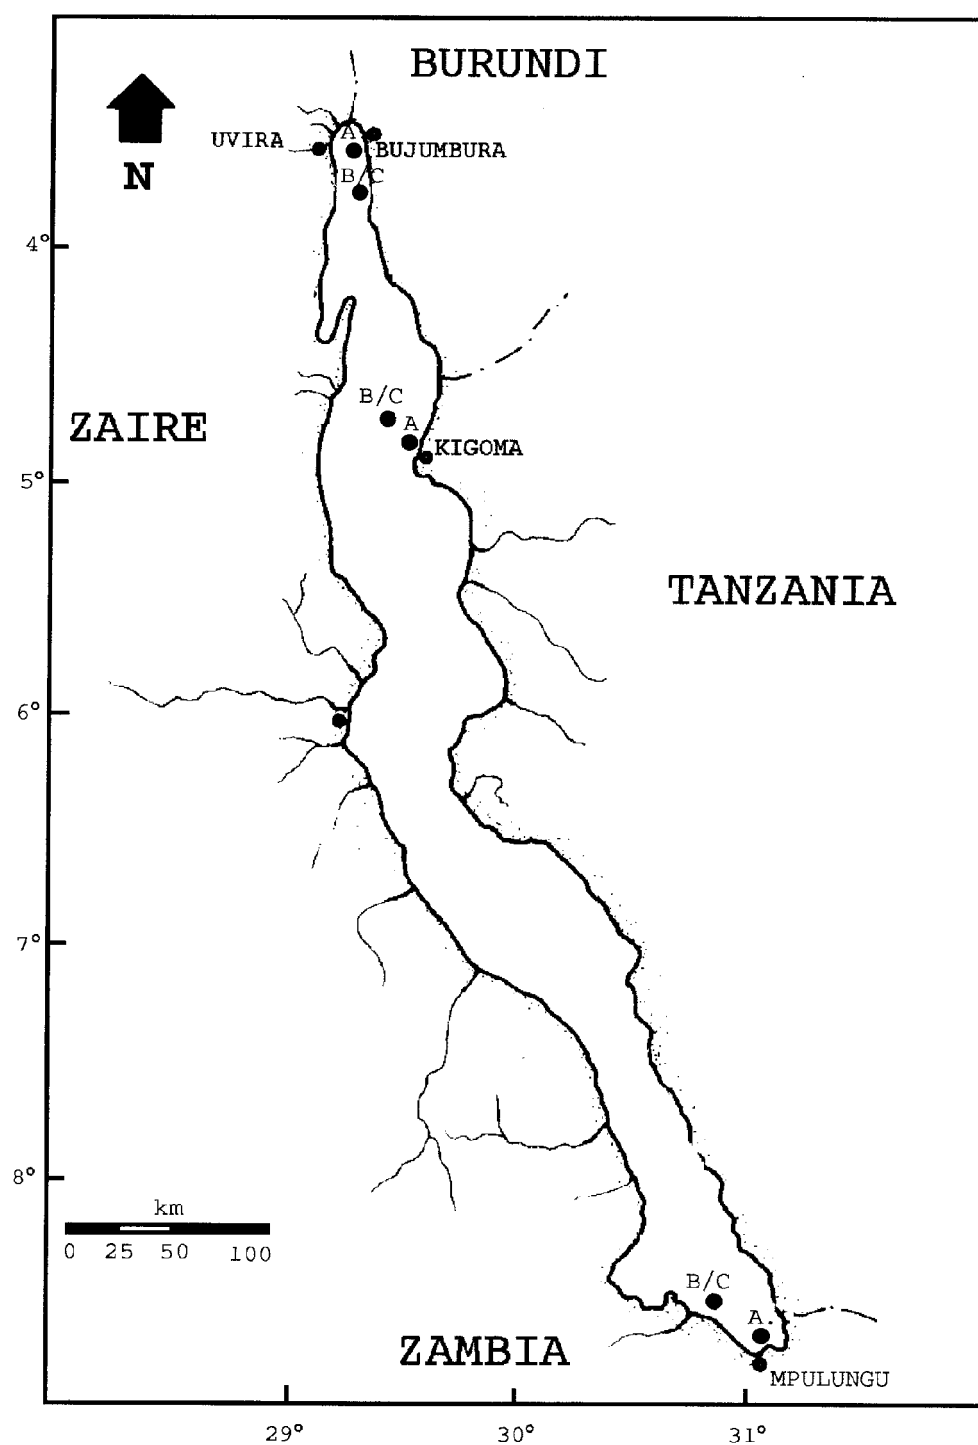 BURUNDI
N
UVIRA
A
BUJUMBURA
B/C
4°
B/C
ZAIRE
A
KIGOMA
5°
TANZANIA
6°
7°
8°
km
0 25 50 100
B/C
A.
ZAMBIA
MPULUNGU
29° 30° 31°